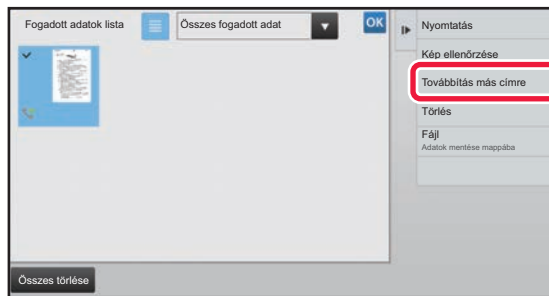 Fogadott adatok lista
Összes fogadott adat
OK
Nyomtatás
Kép ellenőrzése
Továbbítás más címre
Törlés
Fájl
Adatok mentése mappába
Összes törlése